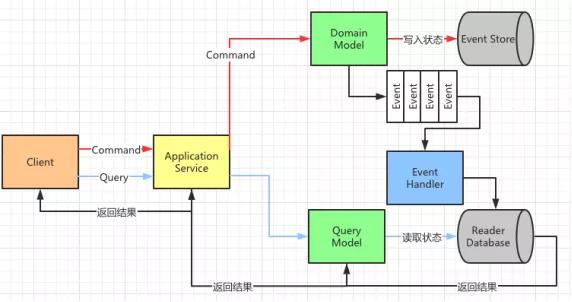 Domain
Model
写入状态
Event Store
Command
Event
Event
Event
Event
Client
Command
Query
Application
Service
Event
Handler
返回结果
Query
Model
读取状态
Reader
Database
返回结果
返回结果